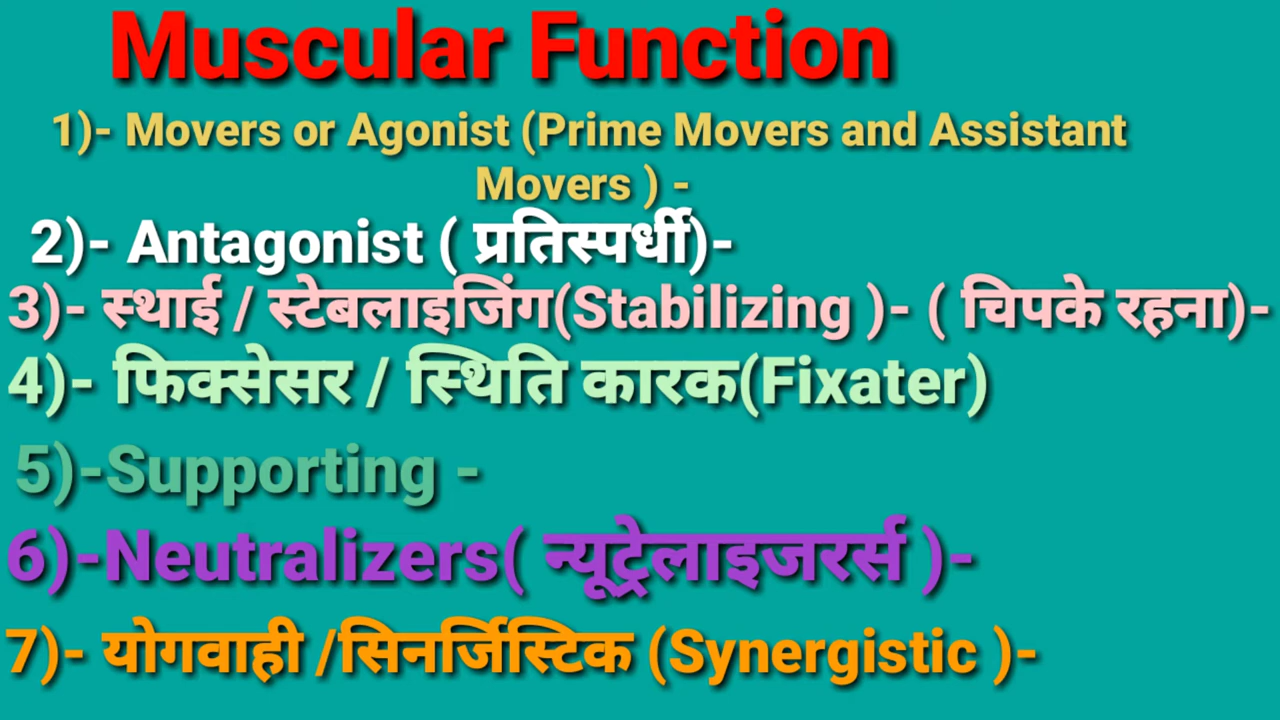 Muscular Function
1)- Movers or Agonist (Prime Movers and Assistant
Movers ) -
2)- Antagonist ( प्रतिस्पर्धी)-
3)- स्थाई / स्टेबलाइजिंग(Stabilizing )- ( चिपके रहना)-
4)- फिक्सेसर / स्थिति कारक(Fixater)
5)-Supporting -
6)-Neutralizers( न्यूट्रेलाइजरर्स )-
7)- योगवाही /सिनर्जिस्टिक (Synergistic )-